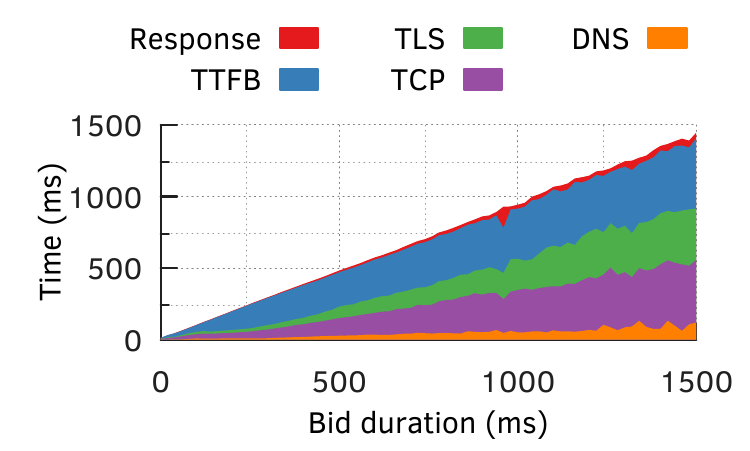 Response TLS DNS
TTFB TCP
1500
1000
500
0
Time (ms)
0 500 1000 1500
Bid duration (ms)